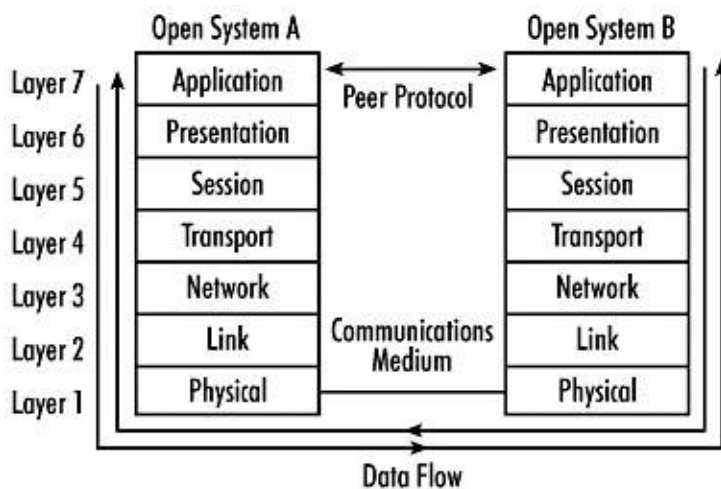 Open System A
Open System B
Layer 7
Application
Peer Protocol
Application
Layer 6
Presentation
Presentation
Layer 5
Session
Session
Layer 4
Transport
Transport
Layer 3
Network
Network
Layer 2
Link
Communications
Medium
Link
Layer 1
Physical
Physical
Data Flow